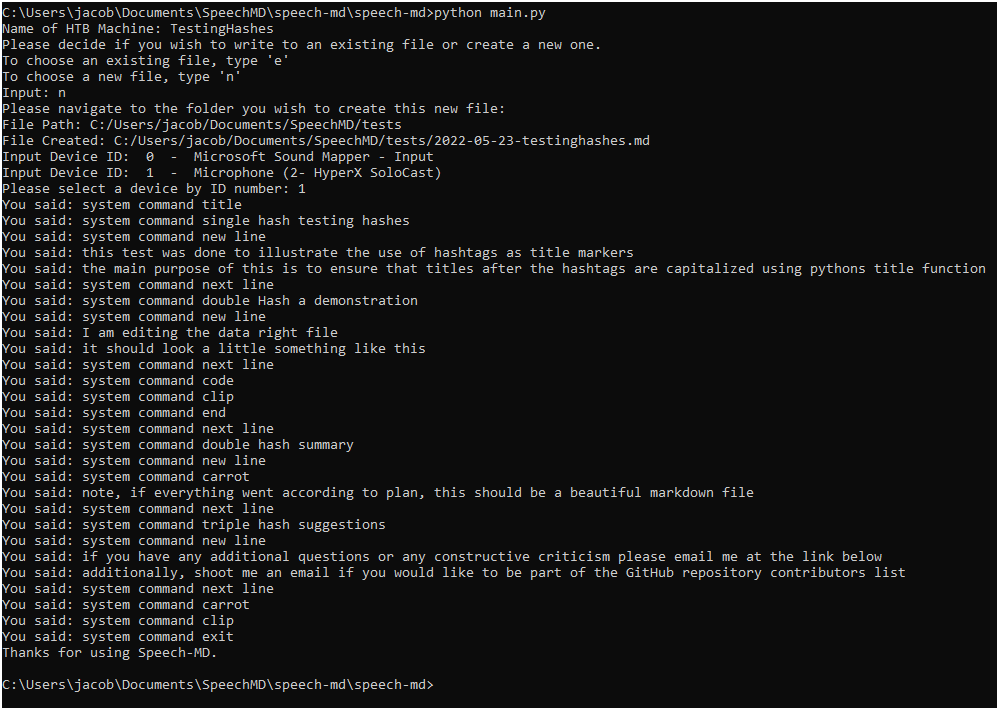 C:\Users\jacob\Documents\SpeechMD\speech-md\speech-md>python main.py
Name of HTB Machine: TestingHashes
Please decide if you wish to write to an existing file or create a new one.
To choose an existing file, type 'e'
To choose a new file, type 'n'
Input: n
Please navigate to the folder you wish to create this new file:
File Path: C:/Users/jacob/Documents/SpeechMD/tests
File Created: C:/Users/jacob/Documents/SpeechMD/tests/2022-05-23-testinghashes.md
Input Device ID:  0  -  Microsoft Sound Mapper - Input
Input Device ID:  1  -  Microphone (2- HyperX SoloCast)
Please select a device by ID number: 1
You said: system command title
You said: system command single hash testing hashes
You said: system command new line
You said: this test was done to illustrate the use of hashtags as title markers
You said: the main purpose of this is to ensure that titles after the hashtags are capitalized using pythons title function
You said: system command next line
You said: system command double Hash a demonstration
You said: system command new line
You said: I am editing the data right file
You said: it should look a little something like this
You said: system command next line
You said: system command code
You said: system command clip
You said: system command end
You said: system command next line
You said: system command double hash summary
You said: system command new line
You said: system command carrot
You said: note, if everything went according to plan, this should be a beautiful markdown file
You said: system command next line
You said: system command triple hash suggestions
You said: system command new line
You said: if you have any additional questions or any constructive criticism please email me at the link below
You said: additionally, shoot me an email if you would like to be part of the GitHub repository contributors list
You said: system command next line
You said: system command carrot
You said: system command clip
You said: system command exit
Thanks for using Speech-MD.
C:\Users\jacob\Documents\SpeechMD\speech-md\speech-md>